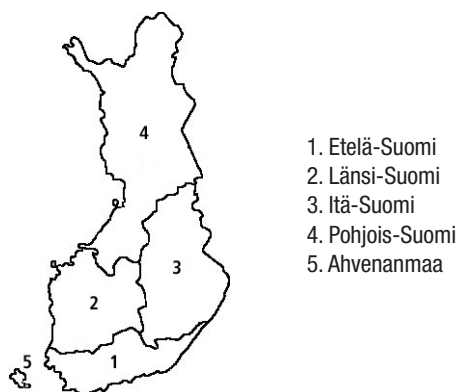 4
3
2
5
1
1. Etelä-Suomi
2. Länsi-Suomi
3. Itä-Suomi
4. Pohjois-Suomi
5. Ahvenanmaa